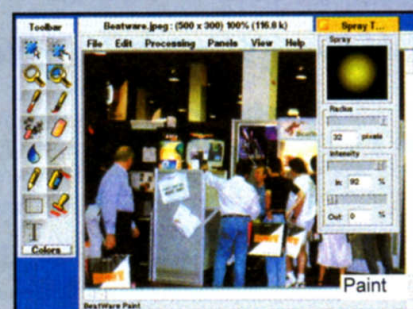 Toolbar
Beatware.jpeg : (500 x 300) 100% (116.6 k)
Spray T...
File Edit Processing Panels View Help
Spray
Radius
32 pixels
Intensity
In: 92 %
Out: 0 %
T
Colors
Paint
BeatWare Paint